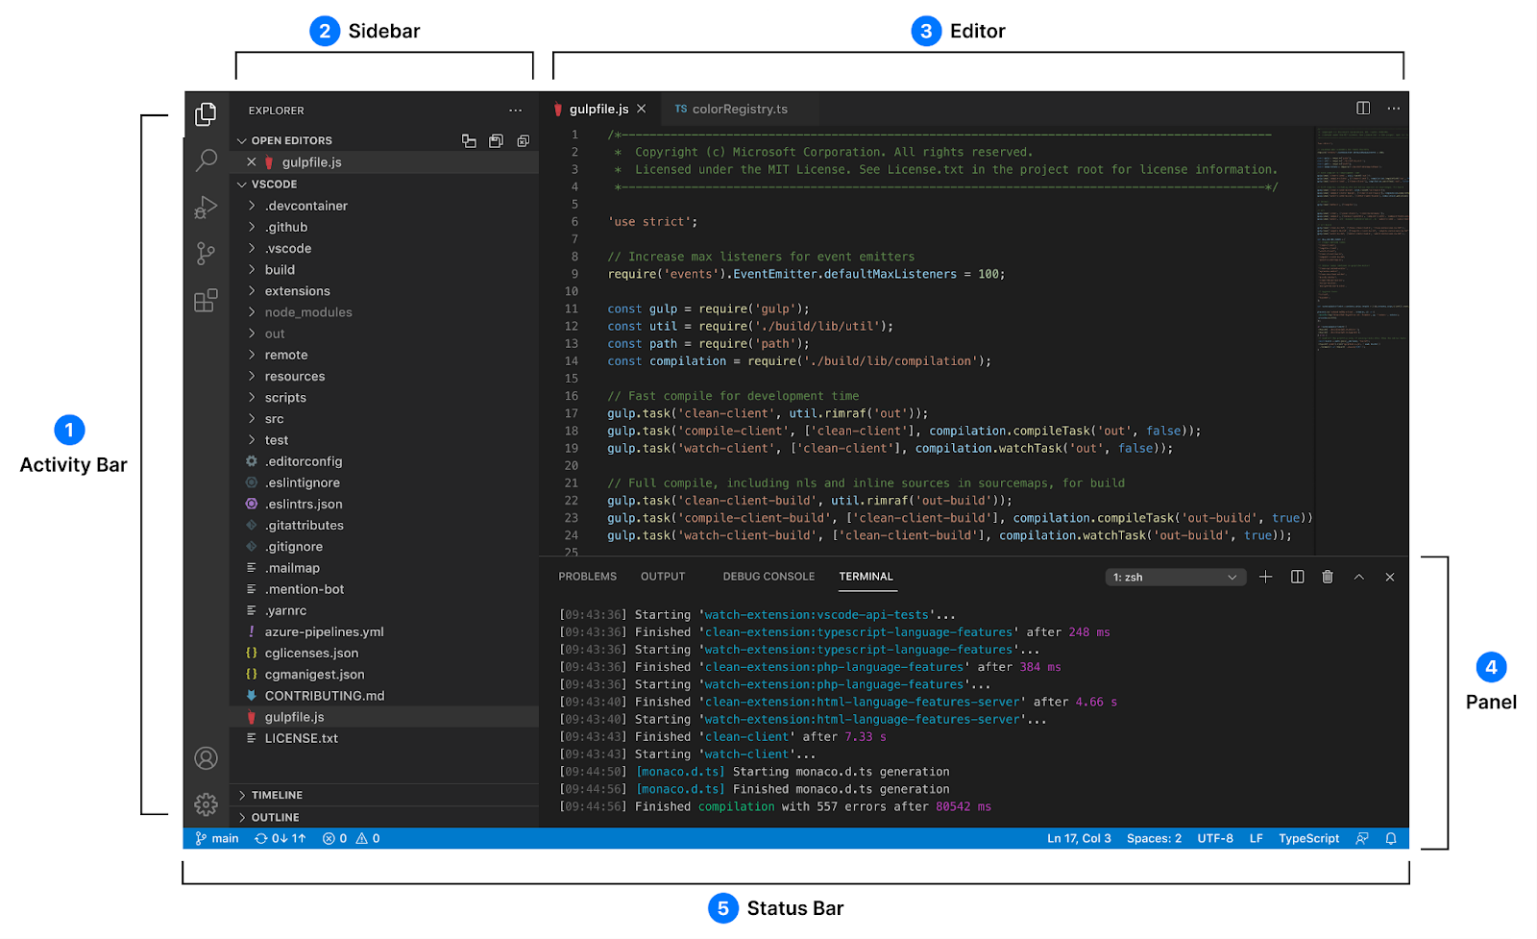 2 Sidebar
3 Editor
1
Activity Bar
EXPLORER ...
OPEN EDITORS
gulpfile.js
VSCODE
.devcontainer
.github
.vscode
build
extensions
node_modules
out
remote
resources
scripts
src
test
.editorconfig
.eslintignore
.eslintrs.json
.gitattributes
.gitignore
.mailmap
.mention-bot
.yarnrc
! azure-pipelines.yml
{} cglicenses.json
{} cgmanigest.json
CONTRIBUTING.md
gulpfile.js
LICENSE.txt
TIMELINE
OUTLINE
gulpfile.js TS colorRegistry.ts ...
1 /*---------------------------------------------------------------------------------------------
2 * Copyright (c) Microsoft Corporation. All rights reserved.
3 * Licensed under the MIT License. See License.txt in the project root for license information.
4 *--------------------------------------------------------------------------------------------*/
5
6 'use strict';
7
8 // Increase max listeners for event emitters
9 require('events').EventEmitter.defaultMaxListeners = 100;
10
11 const gulp = require('gulp');
12 const util = require('./build/lib/util');
13 const path = require('path');
14 const compilation = require('./build/lib/compilation');
15
16 // Fast compile for development time
17 gulp.task('clean-client', util.rimraf('out'));
18 gulp.task('compile-client', ['clean-client'], compilation.compileTask('out', false));
19 gulp.task('watch-client', ['clean-client'], compilation.watchTask('out', false));
20
21 // Full compile, including nls and inline sources in sourcemaps, for build
22 gulp.task('clean-client-build', util.rimraf('out-build'));
23 gulp.task('compile-client-build', ['clean-client-build'], compilation.compileTask('out-build', true))
24 gulp.task('watch-client-build', ['clean-client-build'], compilation.watchTask('out-build', true));
25
PROBLEMS OUTPUT DEBUG CONSOLE TERMINAL 1: zsh
[09:43:36] Starting 'watch-extension:vscode-api-tests'...
[09:43:36] Finished 'clean-extension:typescript-language-features' after 248 ms
[09:43:36] Starting 'watch-extension:typescript-language-features'...
[09:43:36] Finished 'clean-extension:php-language-features' after 384 ms
[09:43:36] Starting 'watch-extension:php-language-features'...
[09:43:40] Finished 'clean-extension:html-language-features-server' after 4.66 s
[09:43:40] Starting 'watch-extension:html-language-features-server'...
[09:43:43] Finished 'clean-client' after 7.33 s
[09:43:43] Starting 'watch-client'...
[09:44:50] [monaco.d.ts] Starting monaco.d.ts generation
[09:44:56] [monaco.d.ts] Finished monaco.d.ts generation
[09:44:56] Finished compilation with 557 errors after 80542 ms
4
Panel
main 0↓ 1↑ 0 0 Ln 17, Col 3 Spaces: 2 UTF-8 LF TypeScript
5 Status Bar